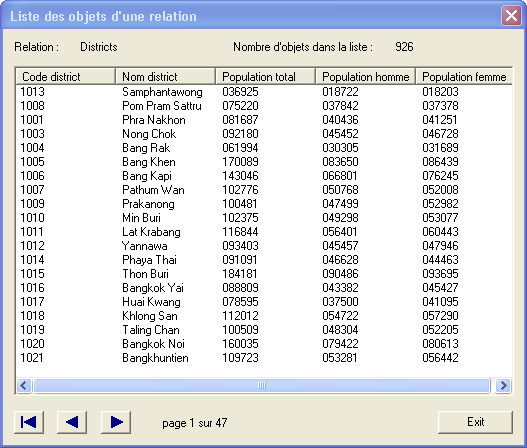 Liste des objets d'une relation
Relation : Districts Nombre d'objets dans la liste : 926
Code district Nom district Population total Population homme Population femme
1013 Samphantawong 036925 018722 018203
1008 Pom Pram Sattru 075220 037842 037378
1001 Phra Nakhon 081687 040436 041251
1003 Nong Chok 092180 045452 046728
1004 Bang Rak 061994 030305 031689
1005 Bang Khen 170089 083650 086439
1006 Bang Kapi 143046 066801 076245
1007 Pathum Wan 102776 050768 052008
1009 Prakanong 100481 047499 052982
1010 Min Buri 102375 049298 053077
1011 Lat Krabang 116844 056401 060443
1012 Yannawa 093403 045457 047946
1014 Phaya Thai 091091 046628 044463
1015 Thon Buri 184181 090486 093695
1016 Bangkok Yai 088809 043382 045427
1017 Huai Kwang 078595 037500 041095
1018 Khlong San 112012 054722 057290
1019 Taling Chan 100509 048304 052205
1020 Bangkok Noi 160035 079422 080613
1021 Bangkhuntien 109723 053281 056442
page 1 sur 47 Exit